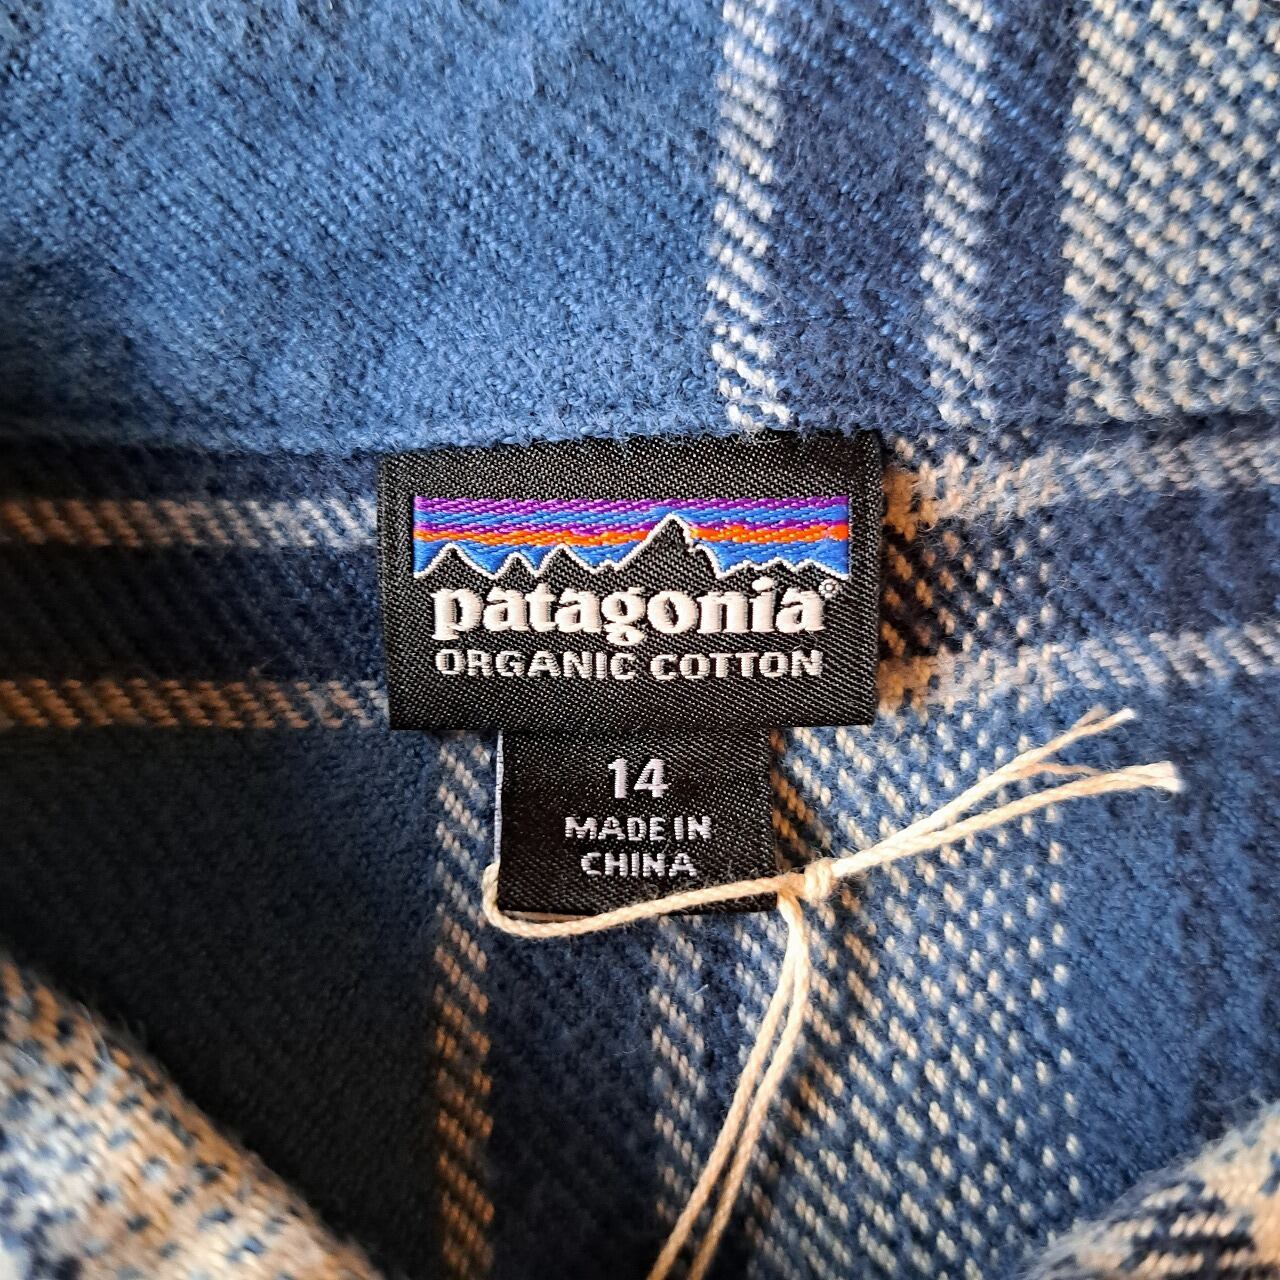 patagonia®
ORGANIC COTTON
14
MADE IN
CHINA